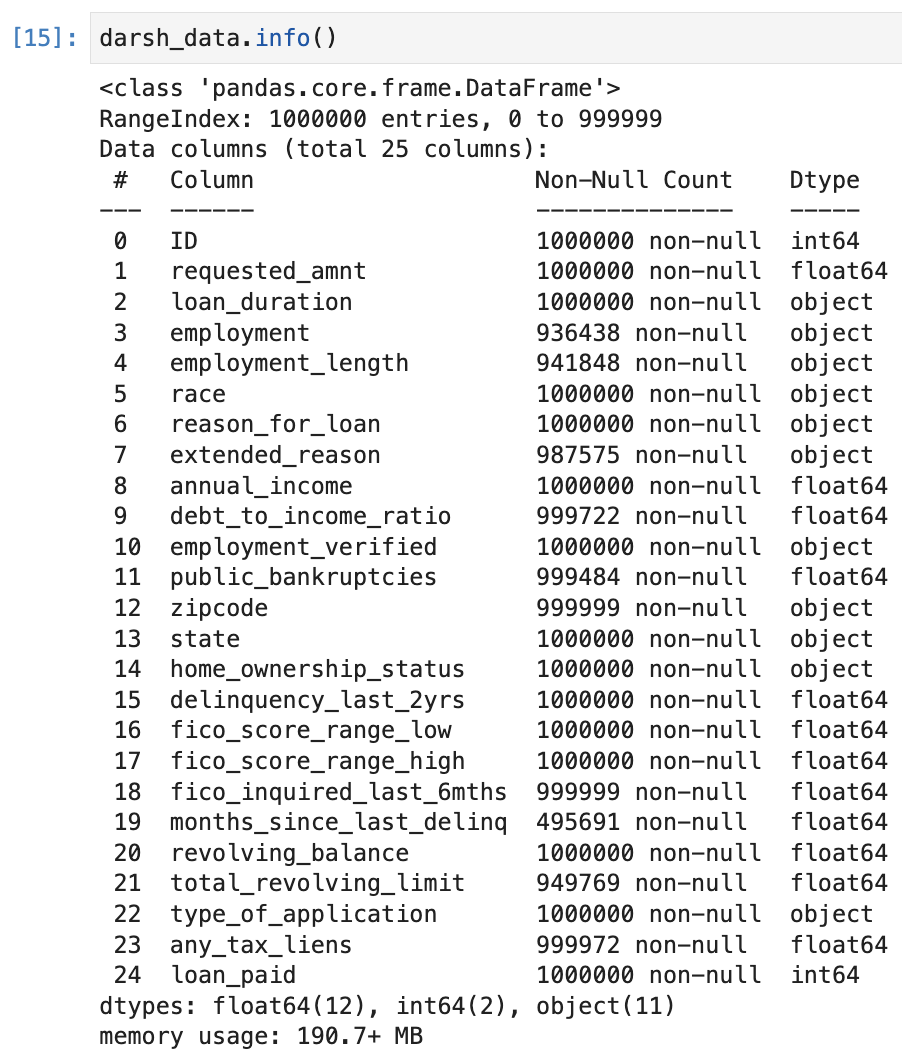 [15]: darsh_data.info()
<class 'pandas.core.frame.DataFrame'>
RangeIndex: 1000000 entries, 0 to 999999
Data columns (total 25 columns):
 #   Column                    Non-Null Count    Dtype
---  ------                    --------------    -----
 0   ID                        1000000 non-null  int64
 1   requested_amnt            1000000 non-null  float64
 2   loan_duration             1000000 non-null  object
 3   employment                936438 non-null   object
 4   employment_length         941848 non-null   object
 5   race                      1000000 non-null  object
 6   reason_for_loan           1000000 non-null  object
 7   extended_reason           987575 non-null   object
 8   annual_income             1000000 non-null  float64
 9   debt_to_income_ratio      999722 non-null   float64
 10  employment_verified       1000000 non-null  object
 11  public_bankruptcies       999484 non-null   float64
 12  zipcode                   999999 non-null   object
 13  state                     1000000 non-null  object
 14  home_ownership_status     1000000 non-null  object
 15  delinquency_last_2yrs     1000000 non-null  float64
 16  fico_score_range_low      1000000 non-null  float64
 17  fico_score_range_high     1000000 non-null  float64
 18  fico_inquired_last_6mths  999999 non-null   float64
 19  months_since_last_delinq  495691 non-null   float64
 20  revolving_balance         1000000 non-null  float64
 21  total_revolving_limit     949769 non-null   float64
 22  type_of_application       1000000 non-null  object
 23  any_tax_liens             999972 non-null   float64
 24  loan_paid                 1000000 non-null  int64
dtypes: float64(12), int64(2), object(11)
memory usage: 190.7+ MB